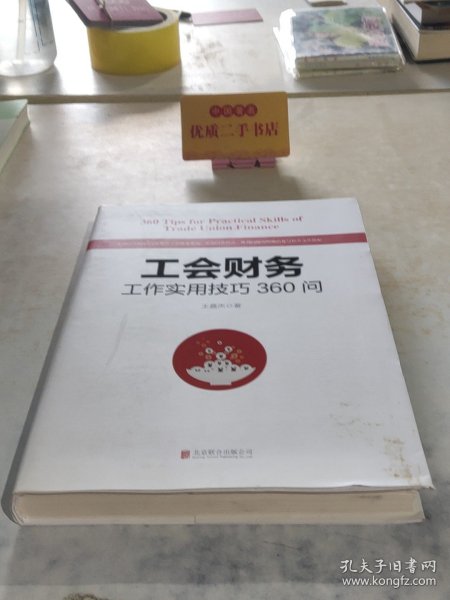 中国书店
优质二手书店
360 Tips for Practical Skills of
Trade Union Finance
工会财务
工作实用技巧 360 问
北京联合出版公司
孔夫子旧书网
www.kongfz.com